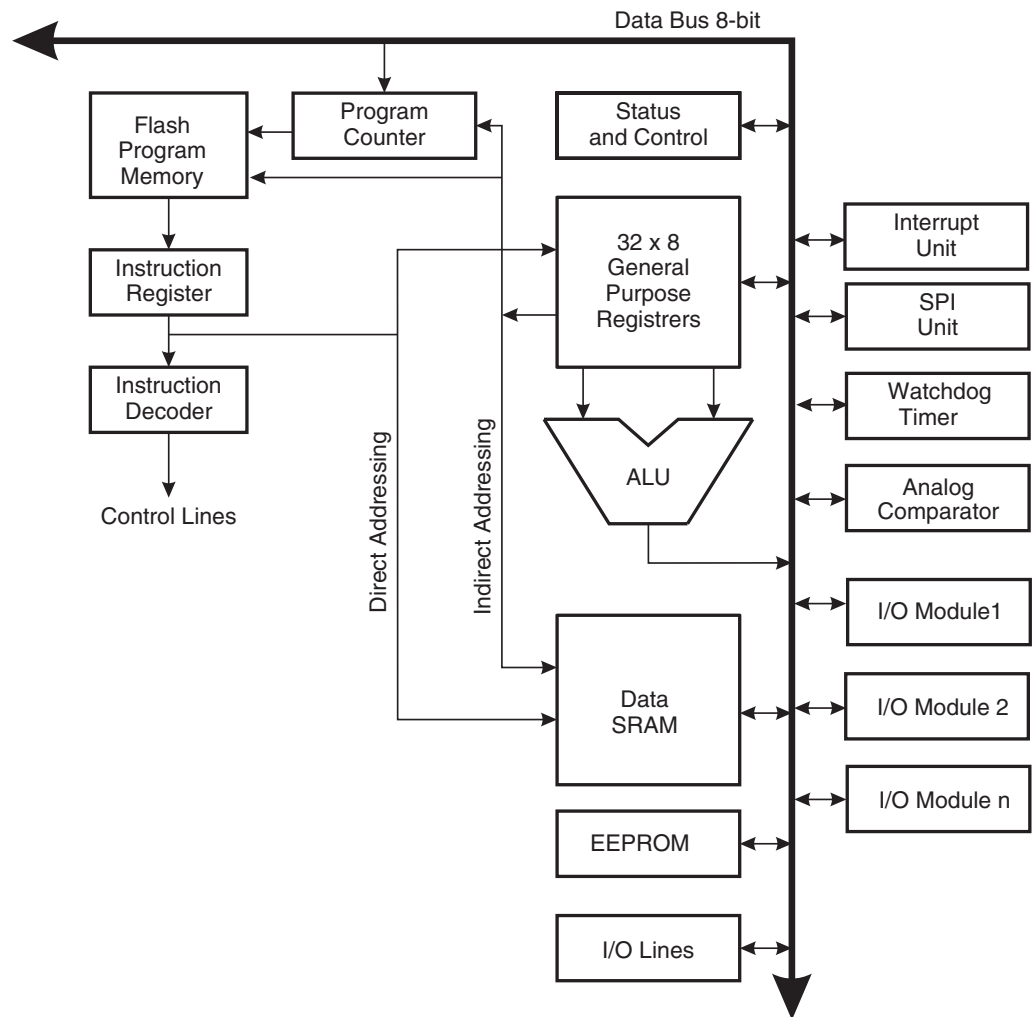 Data Bus 8-bit
Flash
Program
Memory
Program
Counter
Status
and Control
Interrupt
Unit
32 x 8
General
Purpose
Registrers
Instruction
Register
SPI
Unit
Instruction
Decoder
Watchdog
Timer
Direct Addressing
Indirect Addressing
ALU
Analog
Comparator
Control Lines
I/O Module1
Data
SRAM
I/O Module 2
I/O Module n
EEPROM
I/O Lines